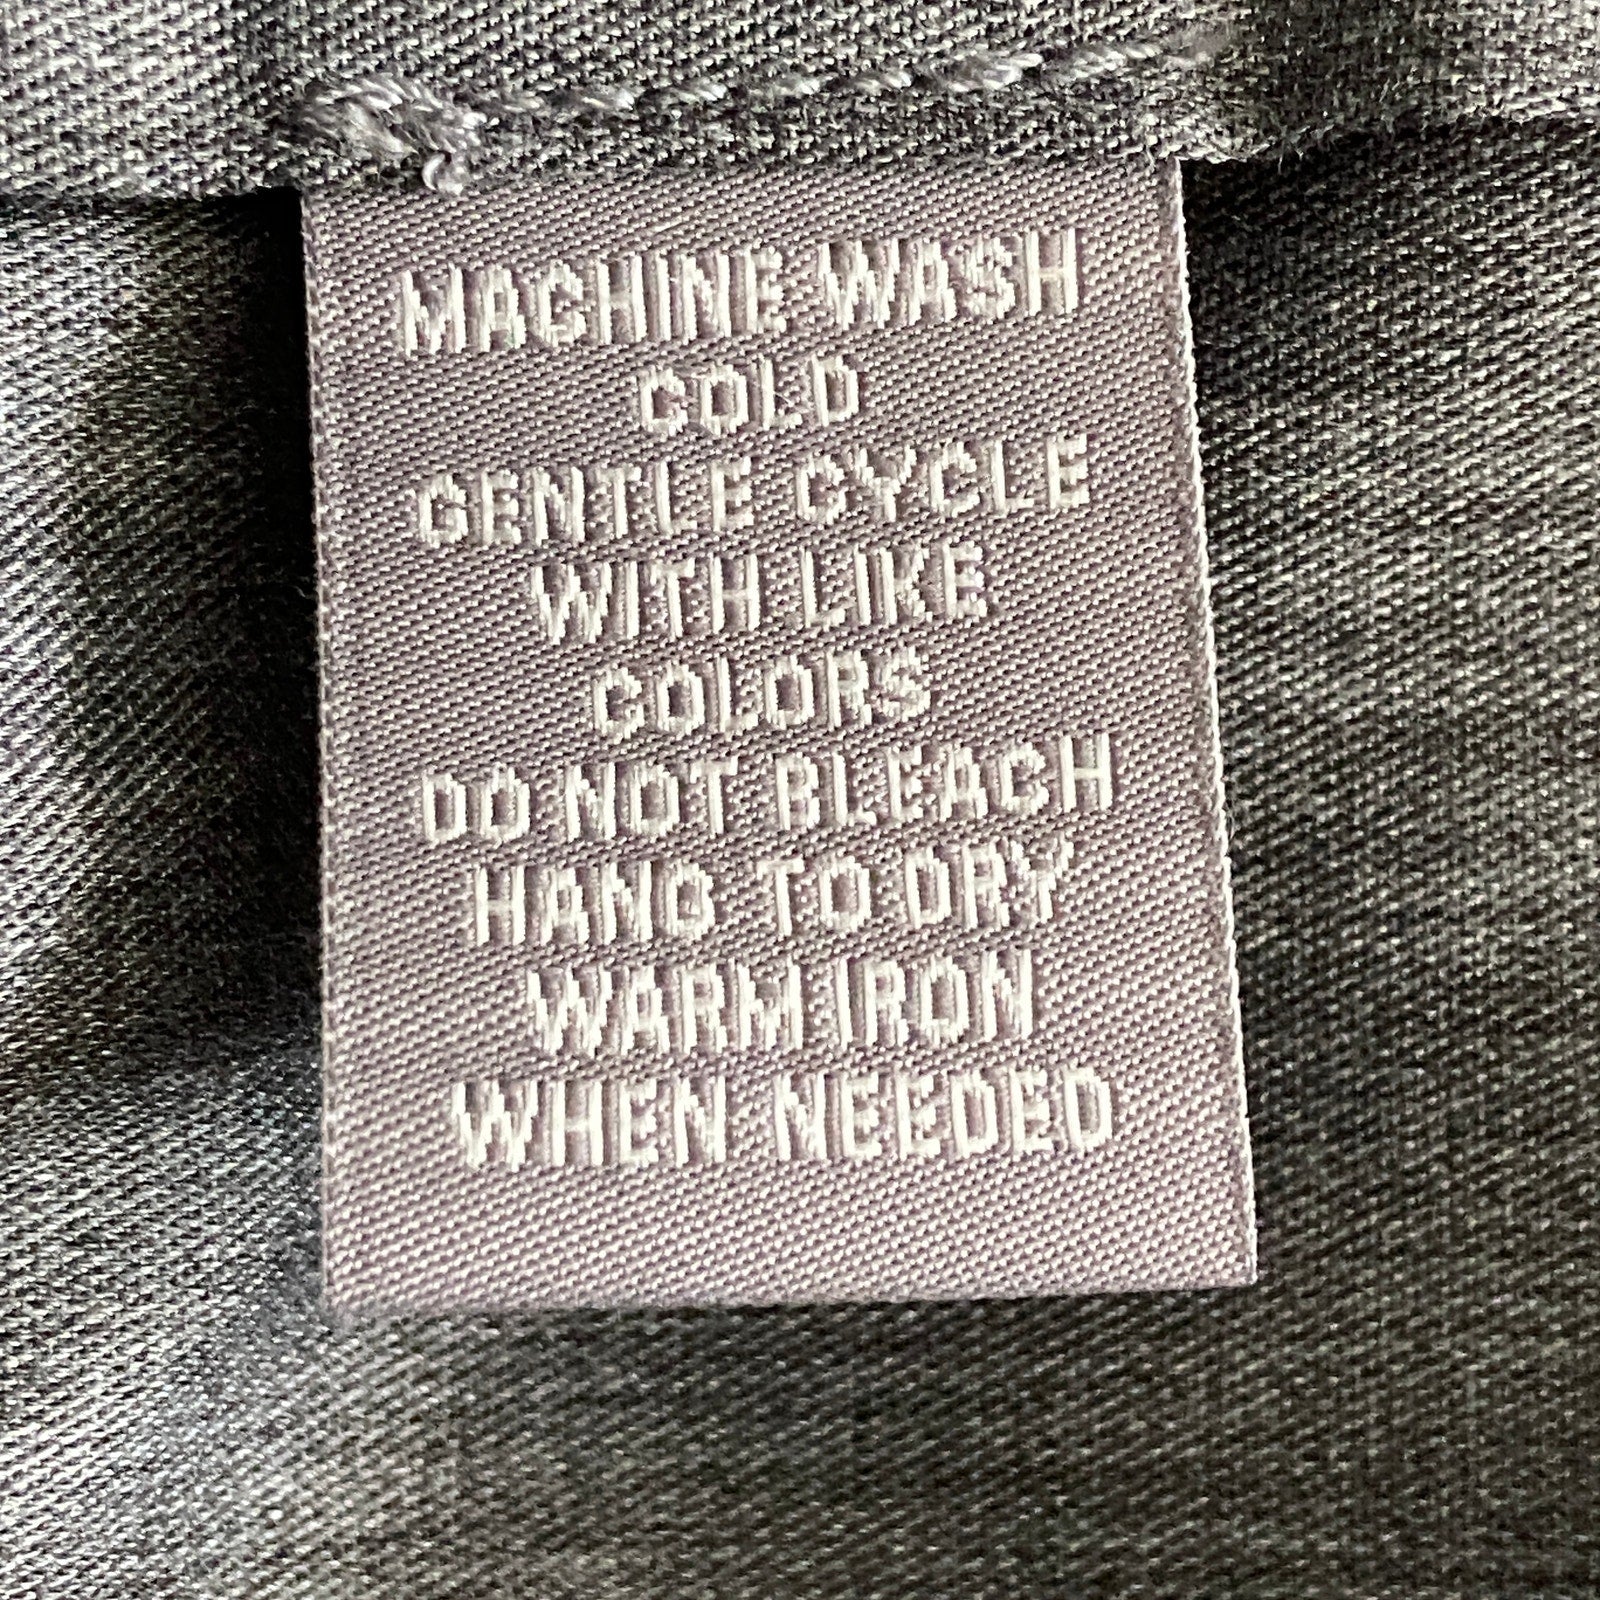 MACHINE WASH
COLD
GENTLE CYCLE
WITH LIKE
COLORS
DO NOT BLEACH
HANG TO DRY
WARM IRON
WHEN NEEDED